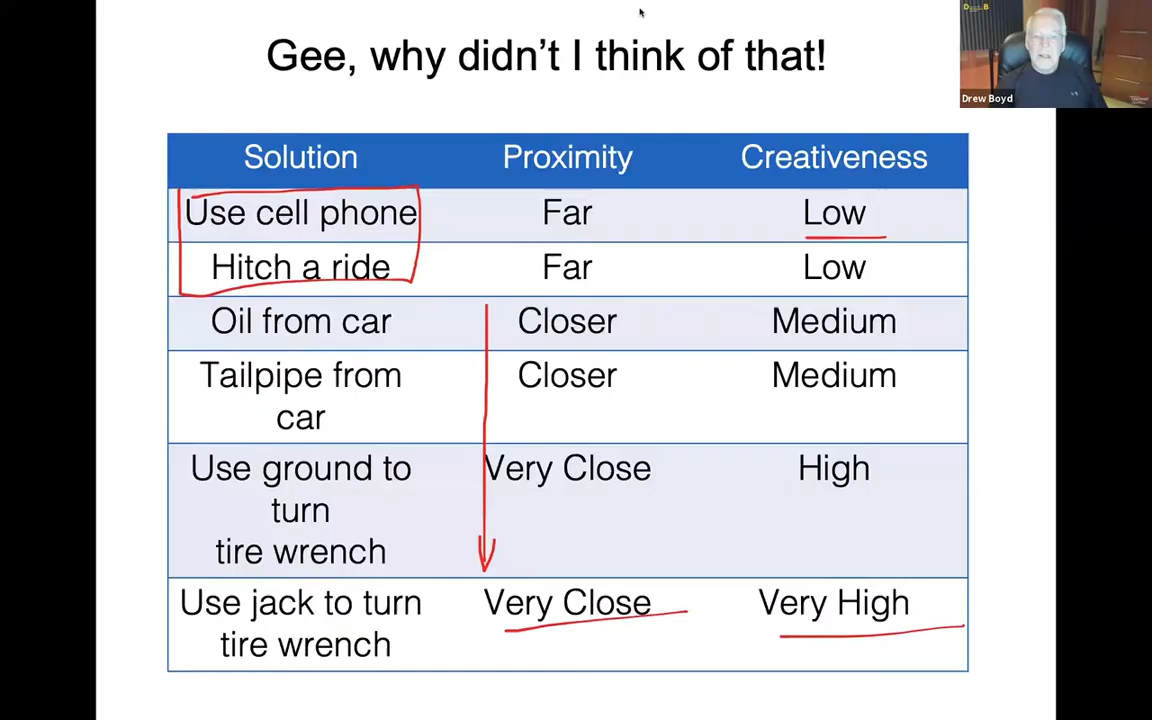 Gee, why didn't I think of that!
Drew Boyd
Solution Proximity Creativeness
Use cell phone Far Low
Hitch a ride Far Low
Oil from car Closer Medium
Tailpipe from Closer Medium
car
Use ground to Very Close High
turn
tire wrench
Use jack to turn Very Close Very High
tire wrench